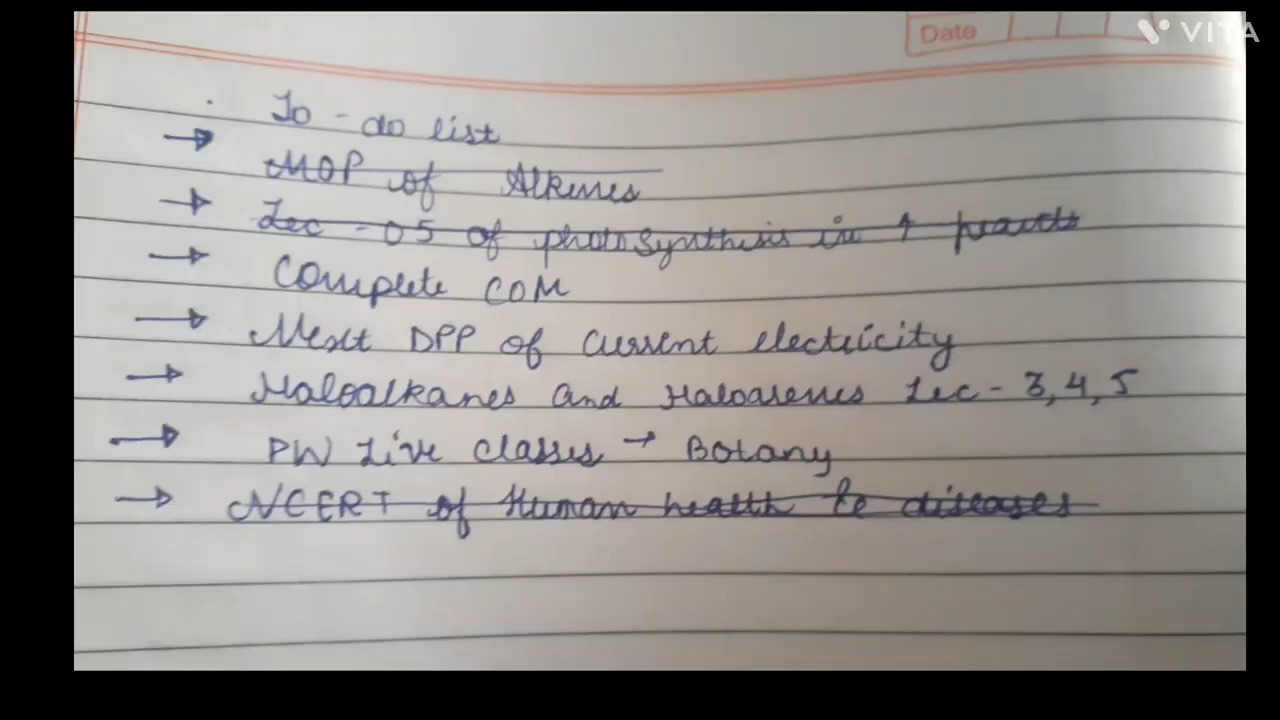 Date
VITA
To - do list
→ MOP of Alkenes
→ Lec - 05 of photosynthesis in ↑
→ Complete COM
→ Next DPP of Current electricity
→ Haloalkanes and Haloarenes Lec - 3, 4, 5
→ PW Live classes → Botany
→ NCERT of Human health & diseases